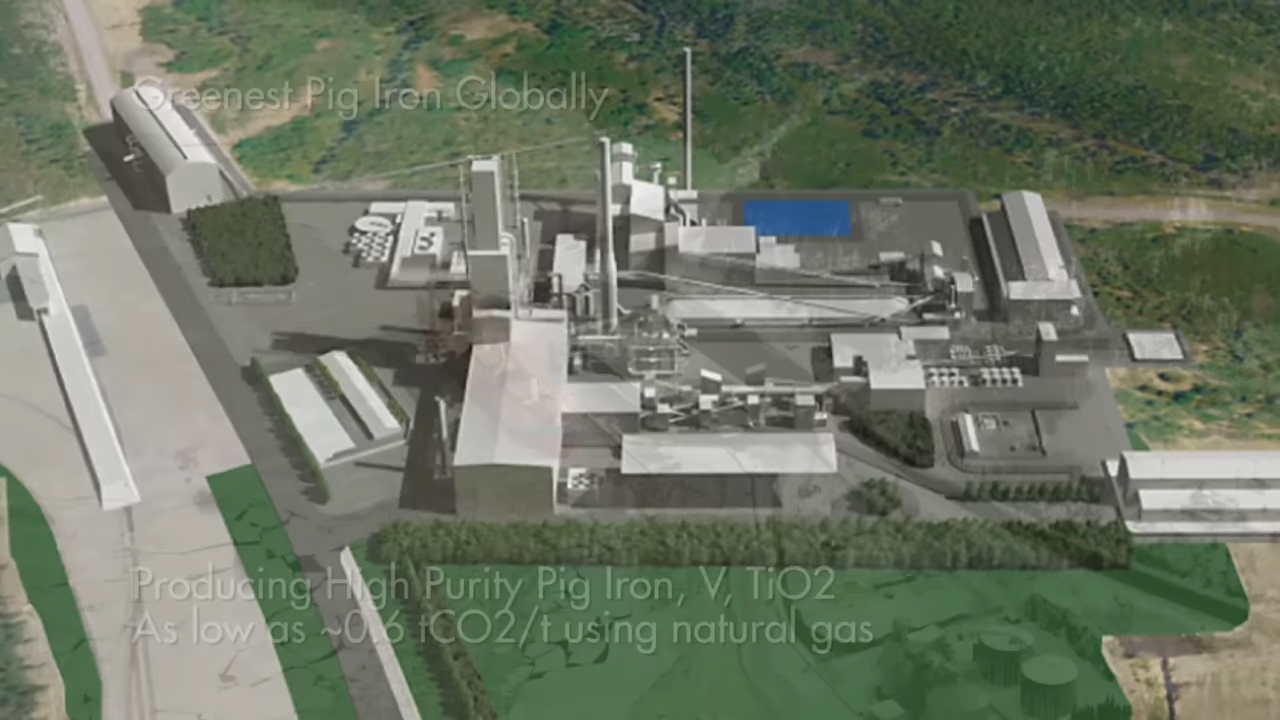 Greenest Pig Iron Globally
Producing High Purity Pig Iron, V, TiO2
As low as ~0.6 tCO2/t using natural gas